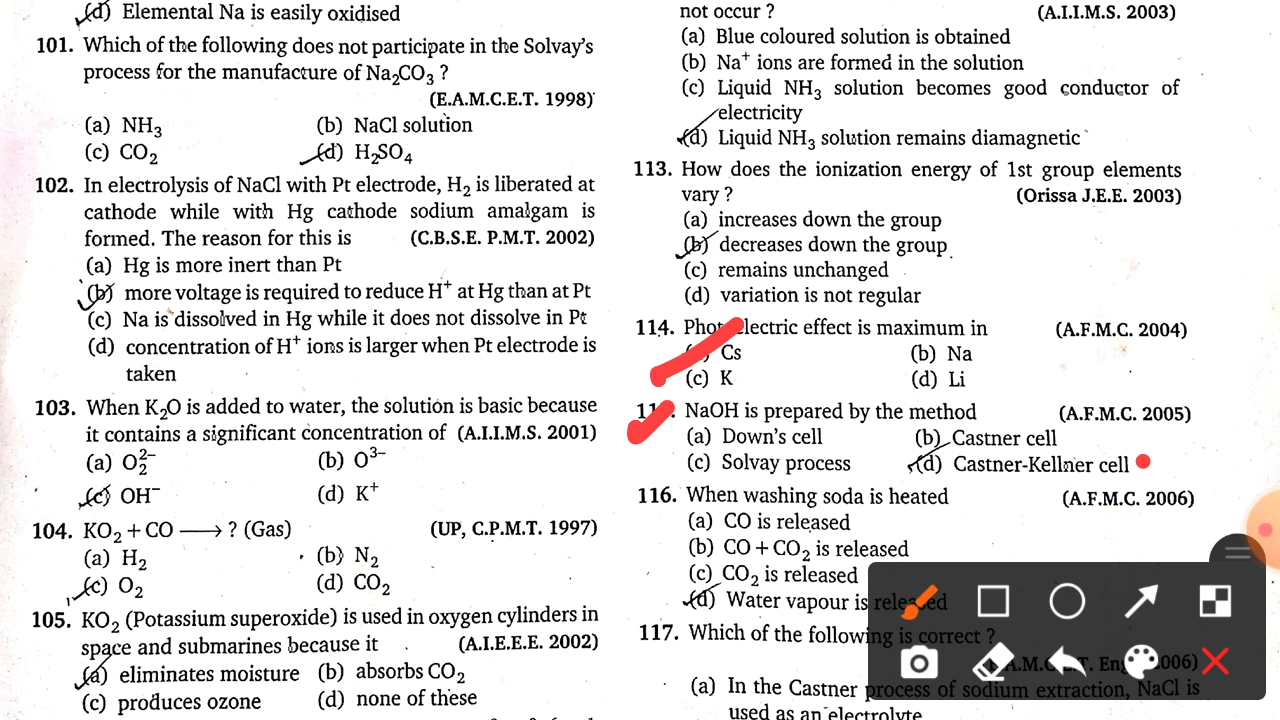 (d) Elemental Na is easily oxidised
101. Which of the following does not participate in the Solvay's
process for the manufacture of Na₂CO₃ ?
(E.A.M.C.E.T. 1998)
(a) NH₃ (b) NaCl solution
(c) CO₂ (d) H₂SO₄
102. In electrolysis of NaCl with Pt electrode, H₂ is liberated at
cathode while with Hg cathode sodium amalgam is
formed. The reason for this is (C.B.S.E. P.M.T. 2002)
(a) Hg is more inert than Pt
(b) more voltage is required to reduce H⁺ at Hg than at Pt
(c) Na is dissolved in Hg while it does not dissolve in Pt
(d) concentration of H⁺ ions is larger when Pt electrode is
taken
103. When K₂O is added to water, the solution is basic because
it contains a significant concentration of (A.I.I.M.S. 2001)
(a) O₂²⁻ (b) O³⁻
(c) OH⁻ (d) K⁺
104. KO₂ + CO ⟶ ? (Gas) (UP, C.P.M.T. 1997)
(a) H₂ (b) N₂
(c) O₂ (d) CO₂
105. KO₂ (Potassium superoxide) is used in oxygen cylinders in
space and submarines because it (A.I.E.E.E. 2002)
(a) eliminates moisture (b) absorbs CO₂
(c) produces ozone (d) none of these
not occur ? (A.I.I.M.S. 2003)
(a) Blue coloured solution is obtained
(b) Na⁺ ions are formed in the solution
(c) Liquid NH₃ solution becomes good conductor of
electricity
(d) Liquid NH₃ solution remains diamagnetic
113. How does the ionization energy of 1st group elements
vary ? (Orissa J.E.E. 2003)
(a) increases down the group
(b) decreases down the group
(c) remains unchanged
(d) variation is not regular
114. Photoelectric effect is maximum in (A.F.M.C. 2004)
Cs (b) Na
(c) K (d) Li
NaOH is prepared by the method (A.F.M.C. 2005)
(a) Down's cell (b) Castner cell
(c) Solvay process (d) Castner-Kellner cell
116. When washing soda is heated (A.F.M.C. 2006)
(a) CO is released
(b) CO + CO₂ is released
(c) CO₂ is released
(d) Water vapour is released
117. Which of the following is correct ?
2006)
(a) In the Castner process of sodium extraction, NaCl is
used as an electrolyte